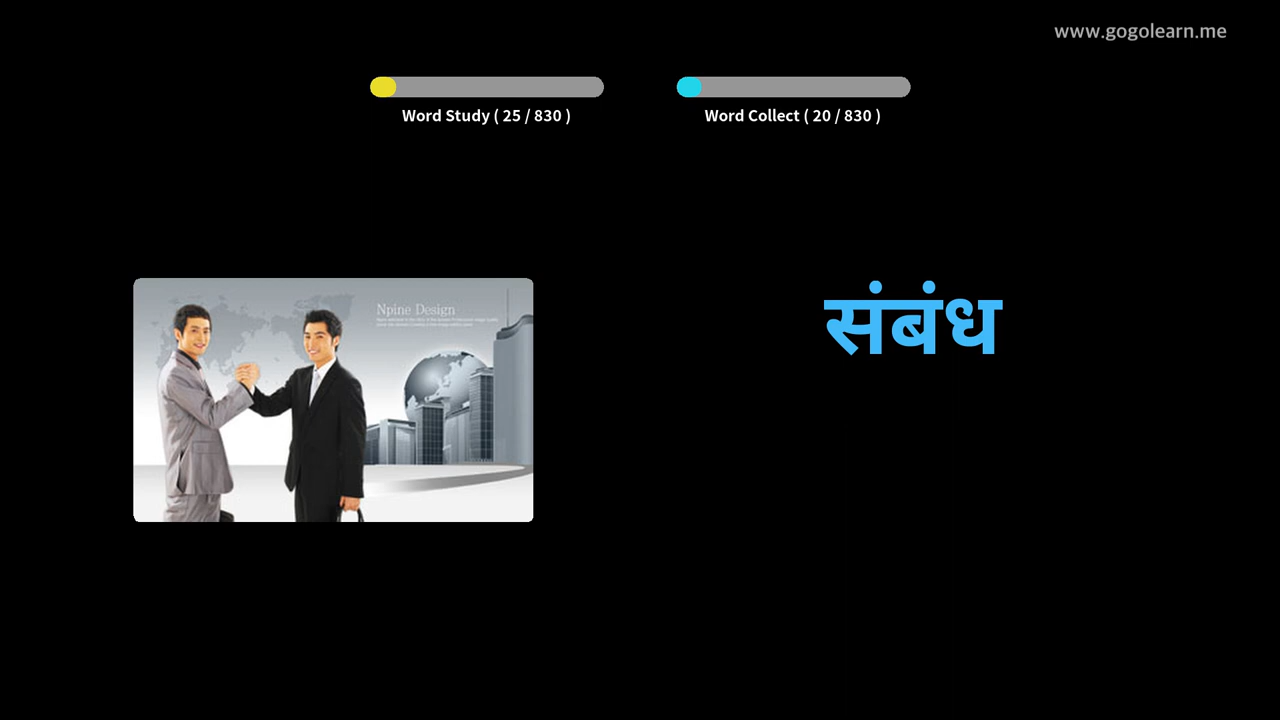 www.gogolearn.me
Word Study ( 25 / 830 )
Word Collect ( 20 / 830 )
Npine Design
संबंध